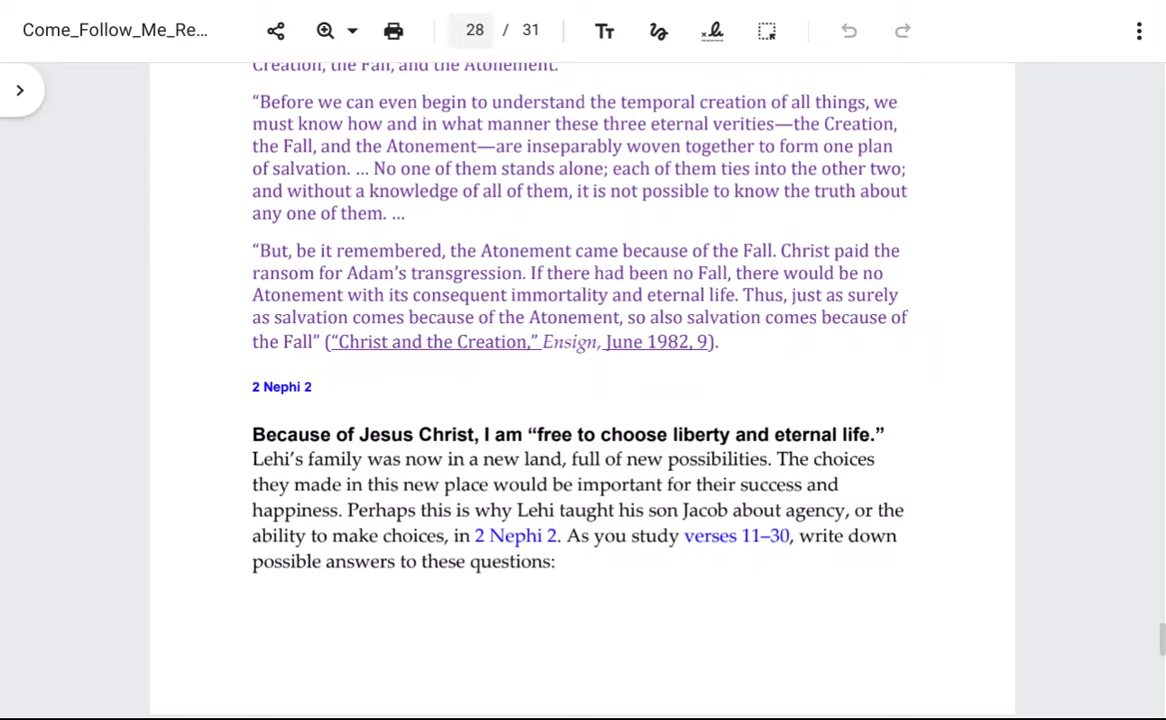 Come_Follow_Me_Re...
28 / 31
Creation, the Fall, and the Atonement.
“Before we can even begin to understand the temporal creation of all things, we
must know how and in what manner these three eternal verities—the Creation,
the Fall, and the Atonement—are inseparably woven together to form one plan
of salvation. ... No one of them stands alone; each of them ties into the other two;
and without a knowledge of all of them, it is not possible to know the truth about
any one of them. ...
“But, be it remembered, the Atonement came because of the Fall. Christ paid the
ransom for Adam’s transgression. If there had been no Fall, there would be no
Atonement with its consequent immortality and eternal life. Thus, just as surely
as salvation comes because of the Atonement, so also salvation comes because of
the Fall” (“Christ and the Creation,” Ensign, June 1982, 9).
2 Nephi 2
Because of Jesus Christ, I am “free to choose liberty and eternal life.”
Lehi’s family was now in a new land, full of new possibilities. The choices
they made in this new place would be important for their success and
happiness. Perhaps this is why Lehi taught his son Jacob about agency, or the
ability to make choices, in 2 Nephi 2. As you study verses 11–30, write down
possible answers to these questions: